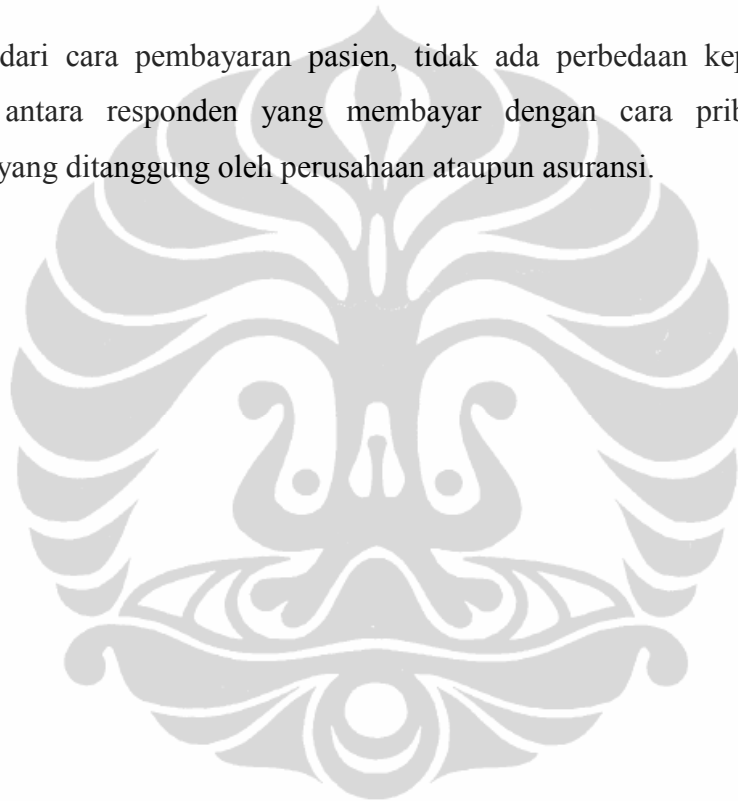 dari cara pembayaran pasien, tidak ada perbedaan kep
antara responden yang membayar dengan cara prib
yang ditanggung oleh perusahaan ataupun asuransi.